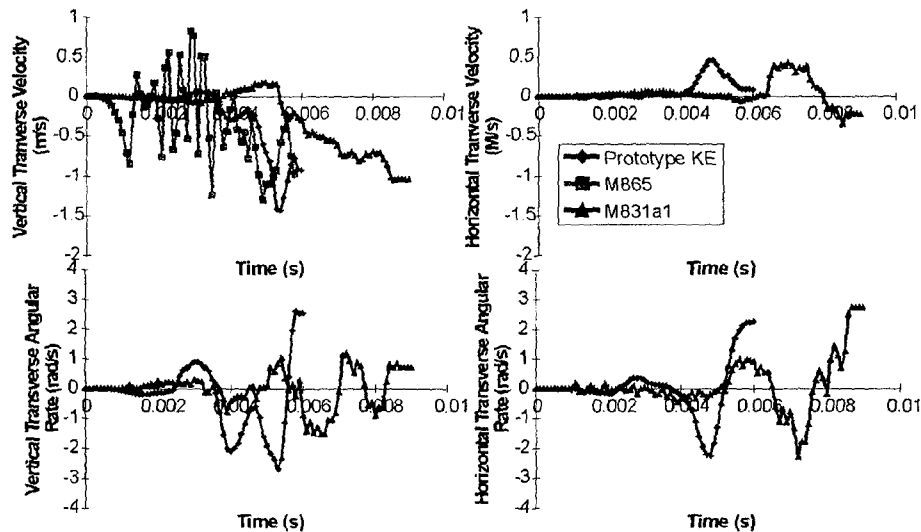 Vertical Tranverse Velocity
(m/s)
1
0.5
0
-0.5
-1
-1.5
-2
0 0.002 0.004 0.006 0.008 0.01
Time (s)
Horizontal Tranverse Velocity
(M/s)
1
0.5
0
-0.5
-1
-1.5
-2
0 0.002 0.004 0.006 0.008 0.01
Prototype KE
M865
M831a1
Time (s)
Vertical Transverse Angular
Rate (rad/s)
4
3
2
1
0
-1
-2
-3
-4
0 0.002 0.004 0.006 0.008 0.01
Time (s)
Horizontal Transverse Angular
Rate (rad/s)
4
3
2
1
0
-1
-2
-3
-4
0 0.002 0.004 0.006 0.008 0.01
Time (s)